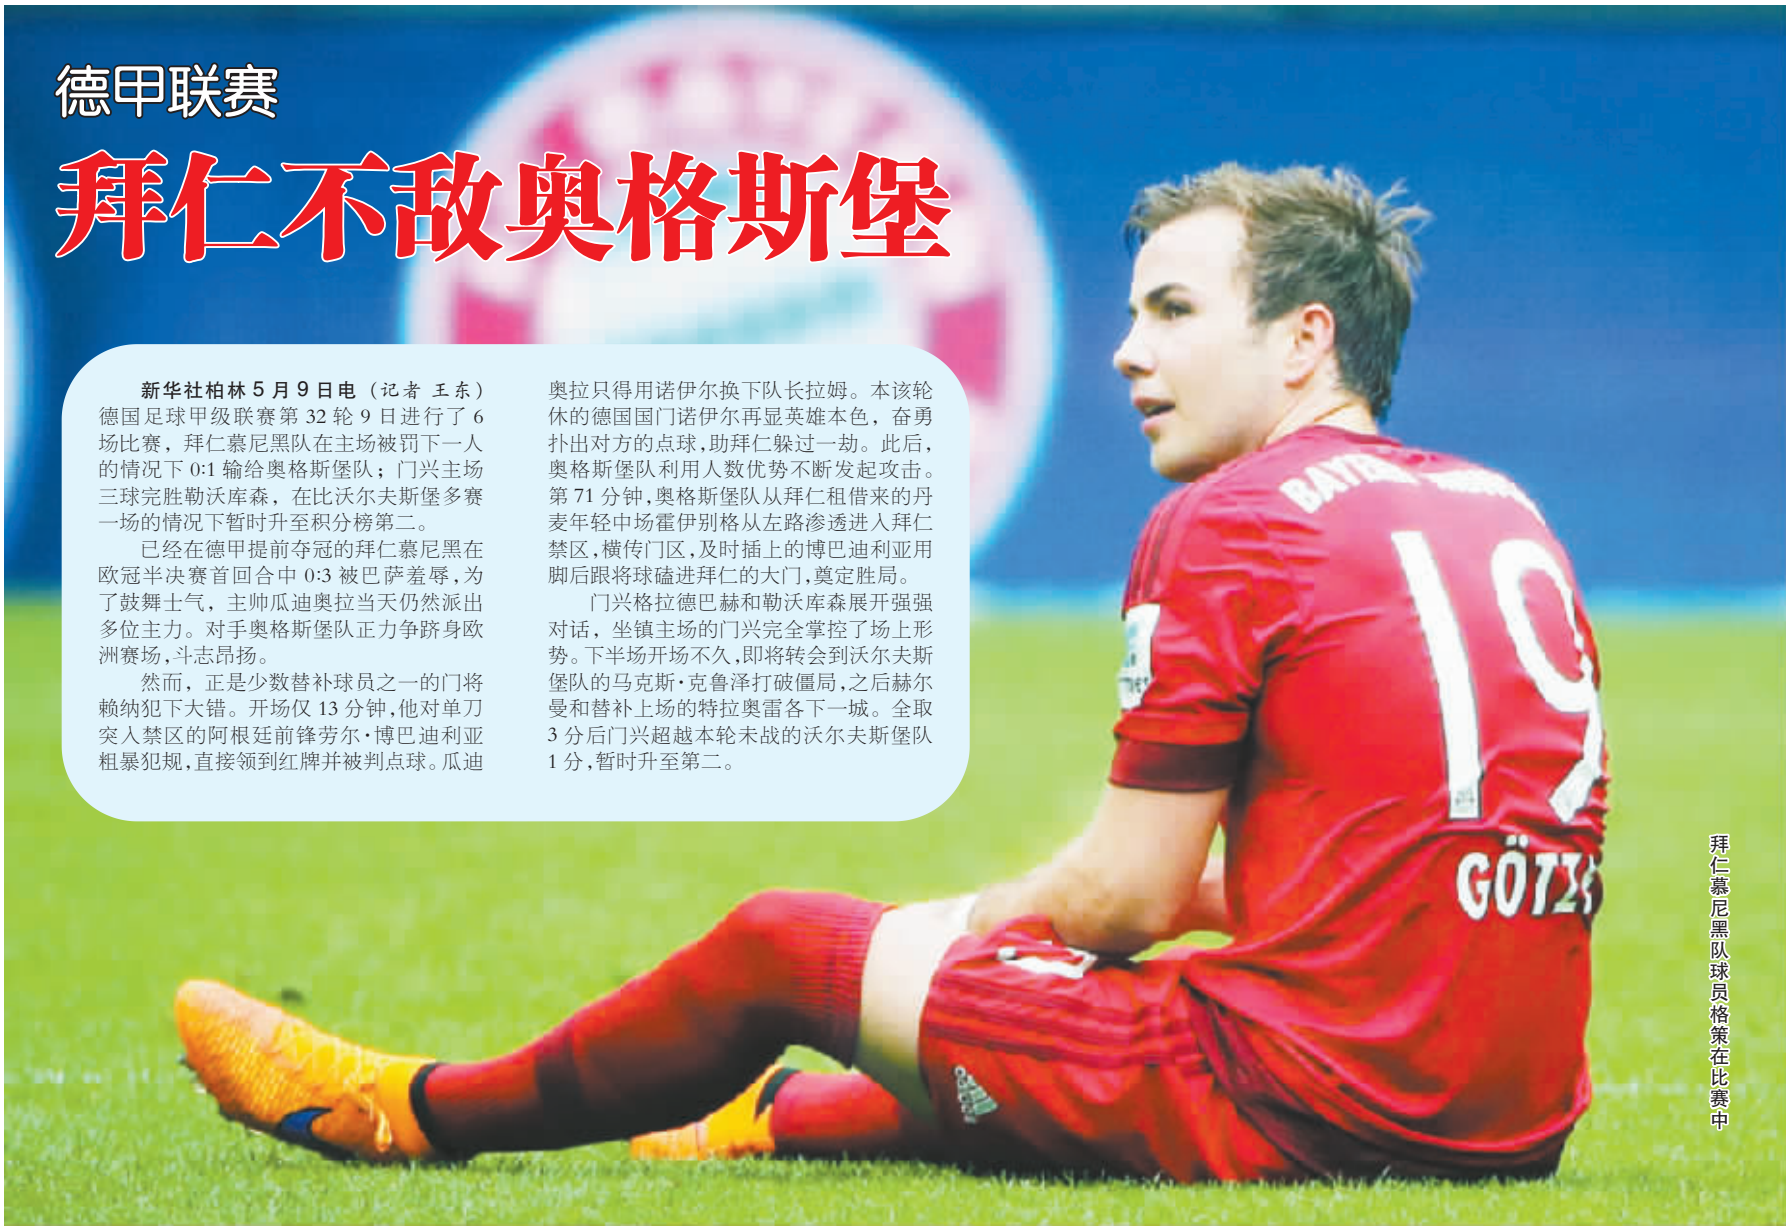 德甲联赛
拜仁不敌奥格斯堡
新华社柏林5月9日电（记者 王东）
德国足球甲级联赛第32轮9日进行了6
场比赛，拜仁慕尼黑队在主场被罚下一人
的情况下0:1输给奥格斯堡队；门兴主场
三球完胜勒沃库森，在比沃尔夫斯堡多赛
一场的情况下暂时升至积分榜第二。
已经在德甲提前夺冠的拜仁慕尼黑在
欧冠半决赛首回合中0:3被巴萨羞辱，为
了鼓舞士气，主帅瓜迪奥拉当天仍然派出
多位主力。对手奥格斯堡队正力争跻身欧
洲赛场，斗志昂扬。
然而，正是少数替补球员之一的门将
赖纳犯下大错。开场仅13分钟，他对单刀
突入禁区的阿根廷前锋劳尔·博巴迪利亚
粗暴犯规，直接领到红牌并被判点球。瓜迪
奥拉只得用诺伊尔换下队长拉姆。本该轮
休的德国国门诺伊尔再显英雄本色，奋勇
扑出对方的点球，助拜仁躲过一劫。此后，
奥格斯堡队利用人数优势不断发起攻击。
第71分钟，奥格斯堡队从拜仁租借来的丹
麦年轻中场霍伊别格从左路渗透进入拜仁
禁区，横传门区，及时插上的博巴迪利亚用
脚后跟将球磕进拜仁的大门，奠定胜局。
门兴格拉德巴赫和勒沃库森展开强强
对话，坐镇主场的门兴完全掌控了场上形
势。下半场开场不久，即将转会到沃尔夫斯
堡队的马克斯·克鲁泽打破僵局，之后赫尔
曼和替补上场的特拉奥雷各下一城。全取
3分后门兴超越本轮未战的沃尔夫斯堡队
1分，暂时升至第二。
BAYERN
19
GÖTZE
adidas
拜仁慕尼黑队球员格策在比赛中